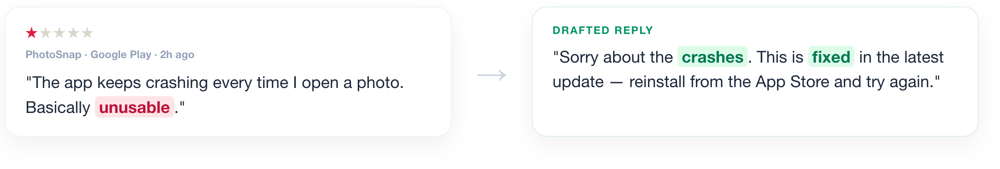 ★★★★★
PhotoSnap · Google Play · 2h ago
"The app keeps crashing every time I open a photo.
Basically unusable."
DRAFTED REPLY
"Sorry about the crashes. This is fixed in the latest
update — reinstall from the App Store and try again."